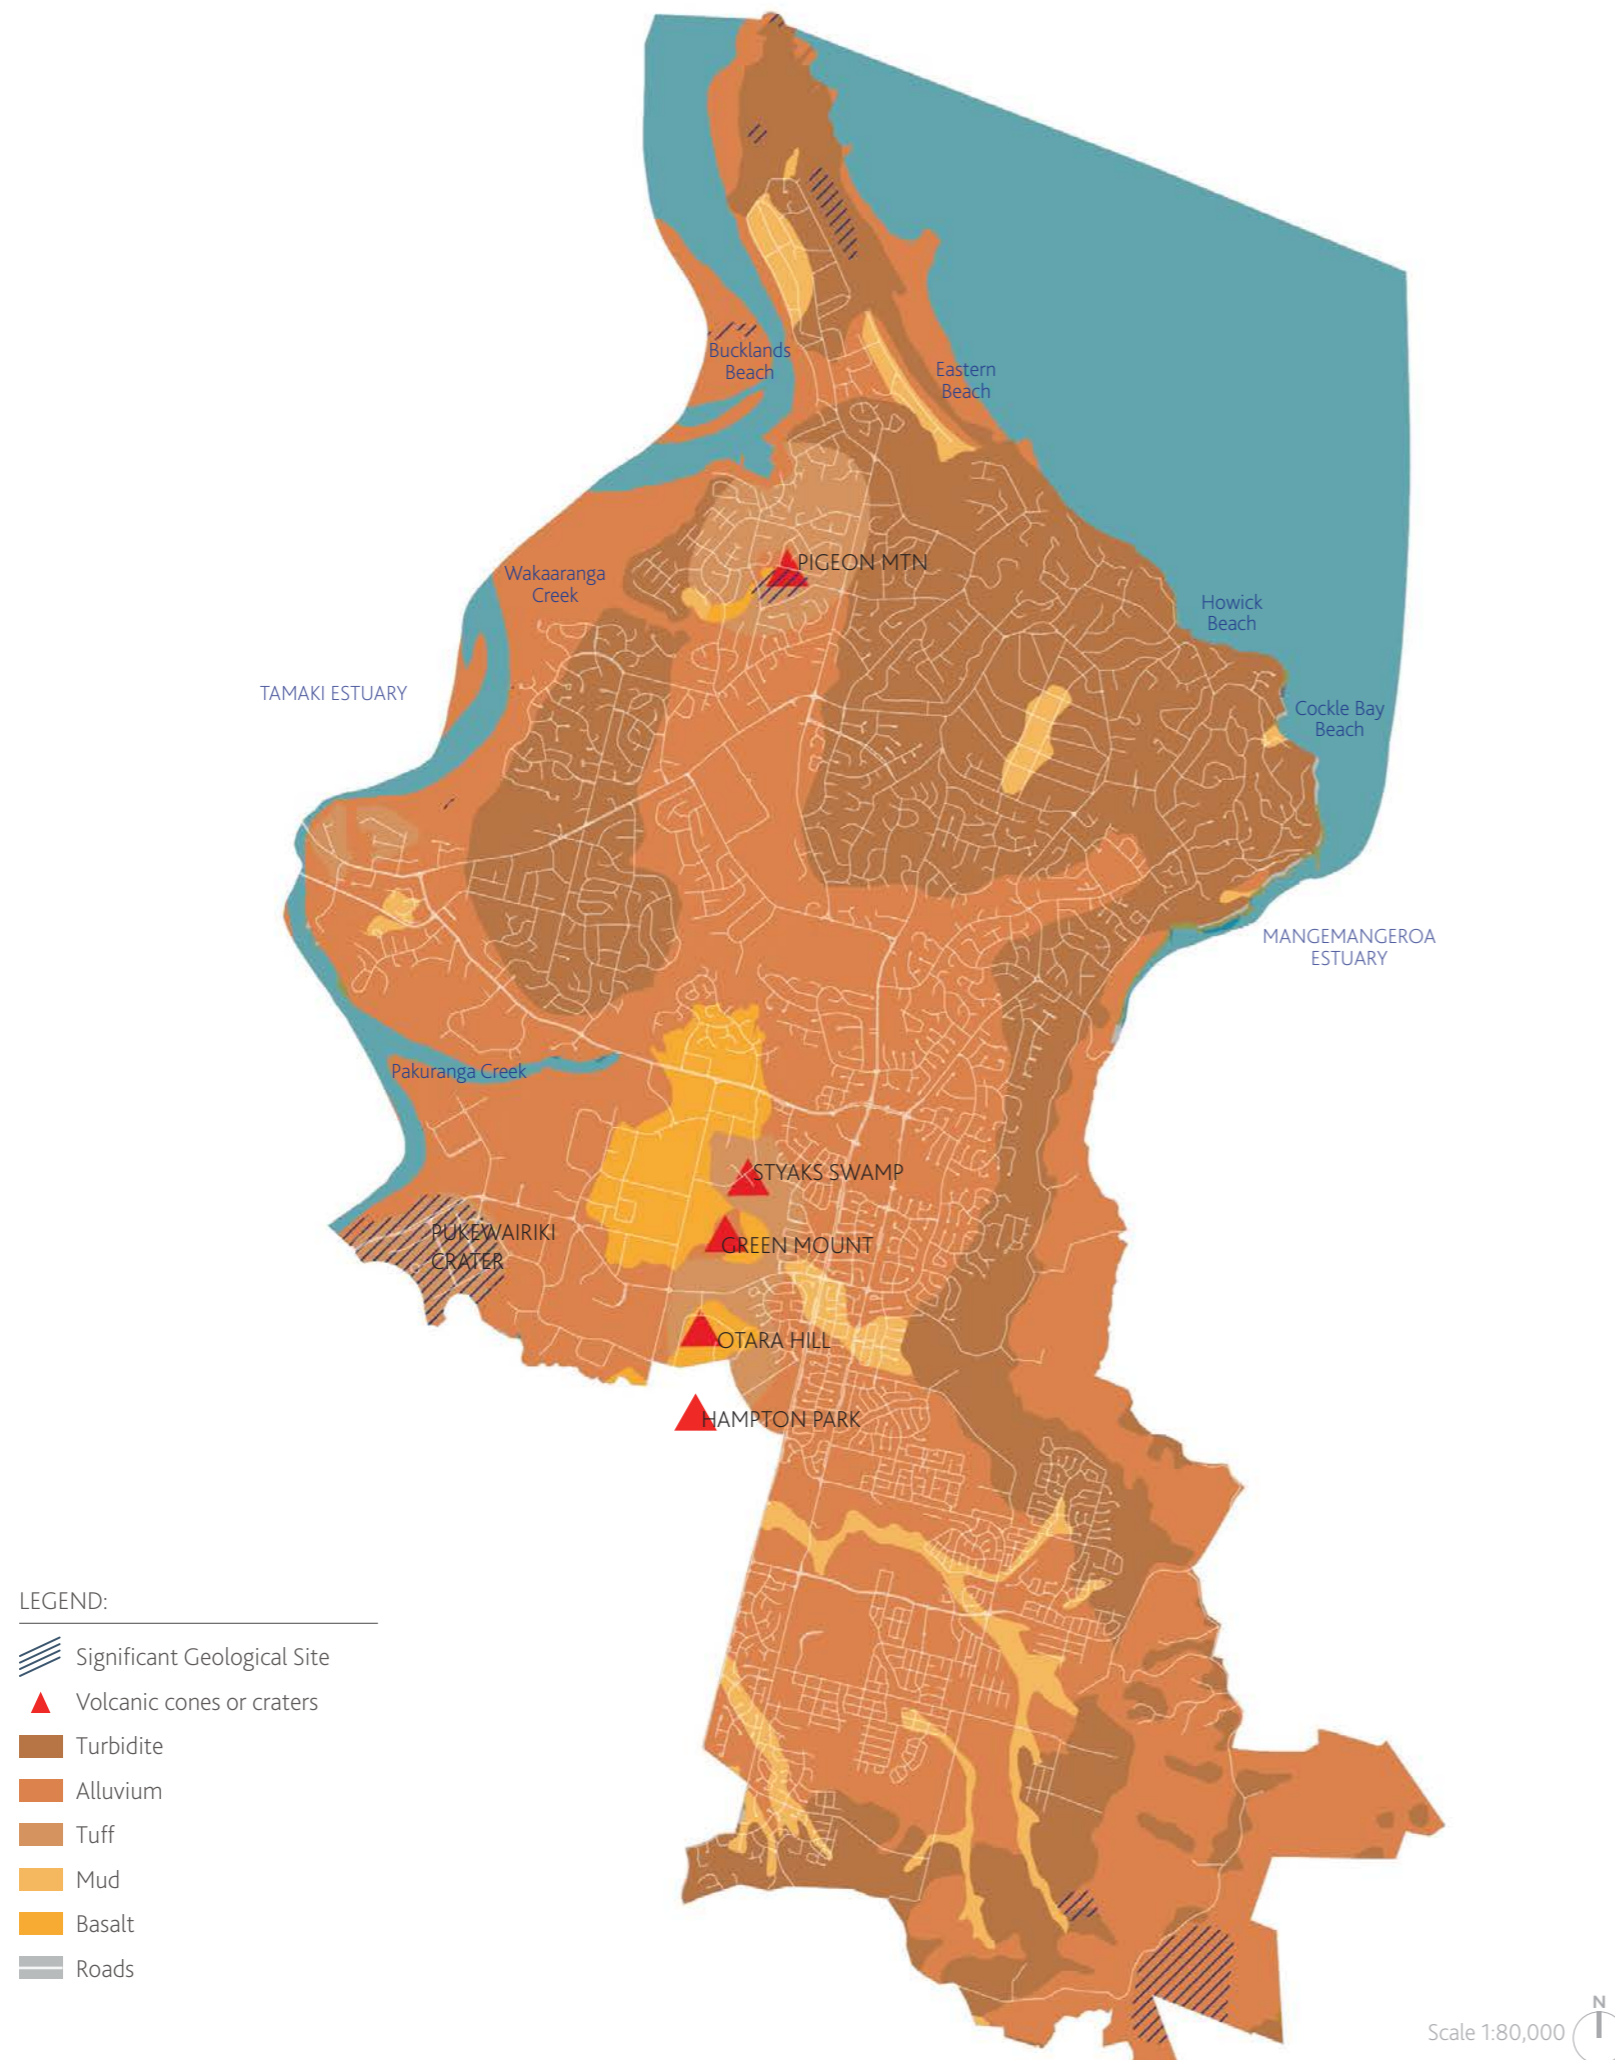 Bucklands
Beach
Eastern
Beach
PIGEON MTN
Wakaaranga
Creek
Howick
Beach
TAMAKI ESTUARY
Cockle Bay
Beach
MANGEMANGEROA
ESTUARY
Pakuranga Creek
STYAKS SWAMP
PUKEWAIRIKI
CRATER
GREEN MOUNT
OTARA HILL
HAMPTON PARK
LEGEND:
Significant Geological Site
Volcanic cones or craters
Turbidite
Alluvium
Tuff
Mud
Basalt
Roads
N
Scale 1:80,000